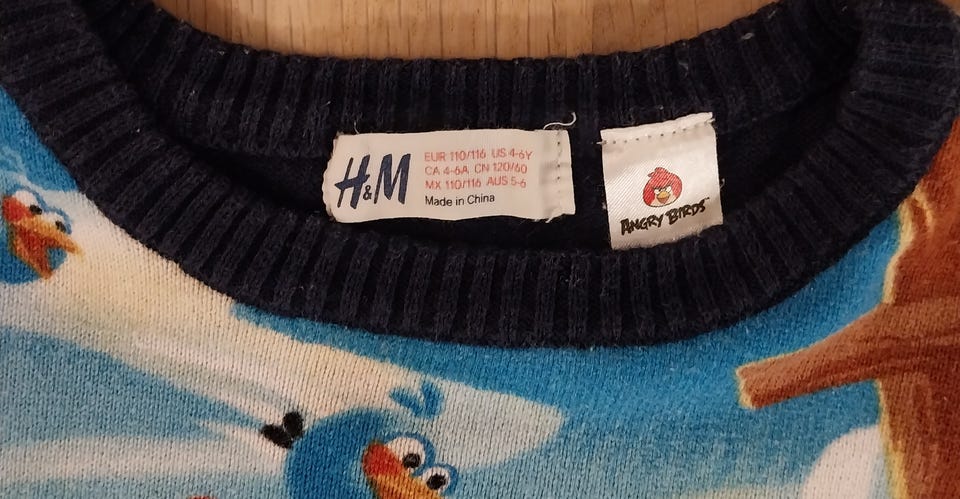 H&M
EUR 110/116 US 4-6Y
CA 4-6A CN 120/60
MX 110/116 AUS 5-6
Made in China
ANGRY BIRDS™